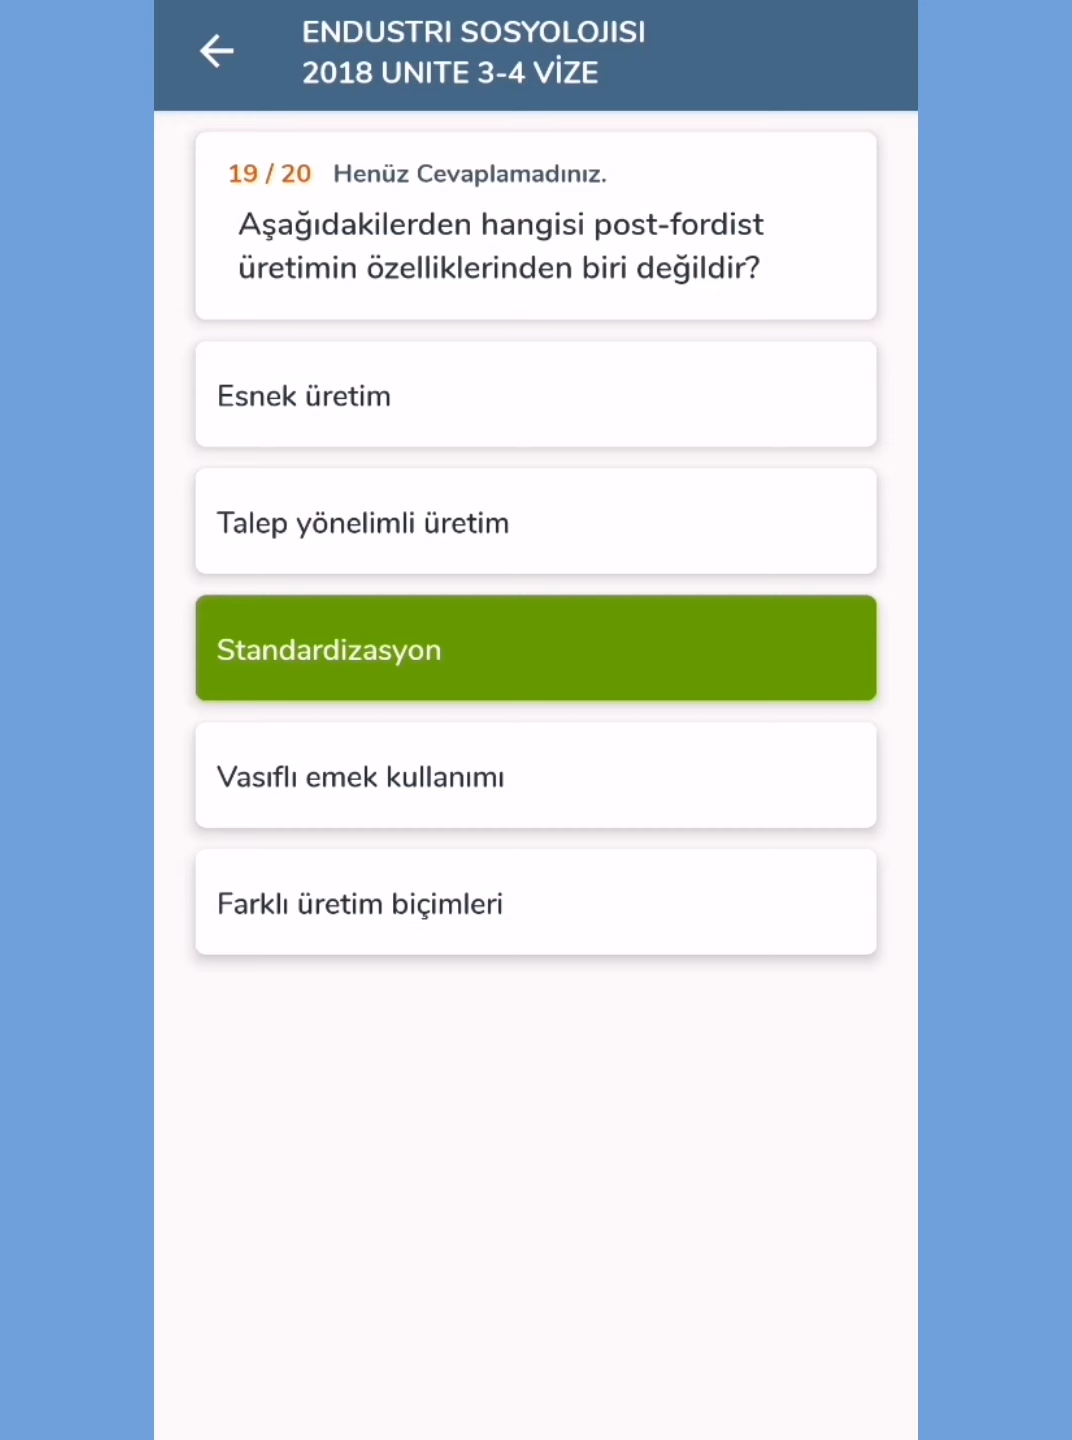 ENDUSTRI SOSYOLOJISI
2018 UNITE 3-4 VİZE
19 / 20 Henüz Cevaplamadınız.
Aşağıdakilerden hangisi post-fordist
üretimin özelliklerinden biri değildir?
Esnek üretim
Talep yönelimli üretim
Standardizasyon
Vasıflı emek kullanımı
Farklı üretim biçimleri